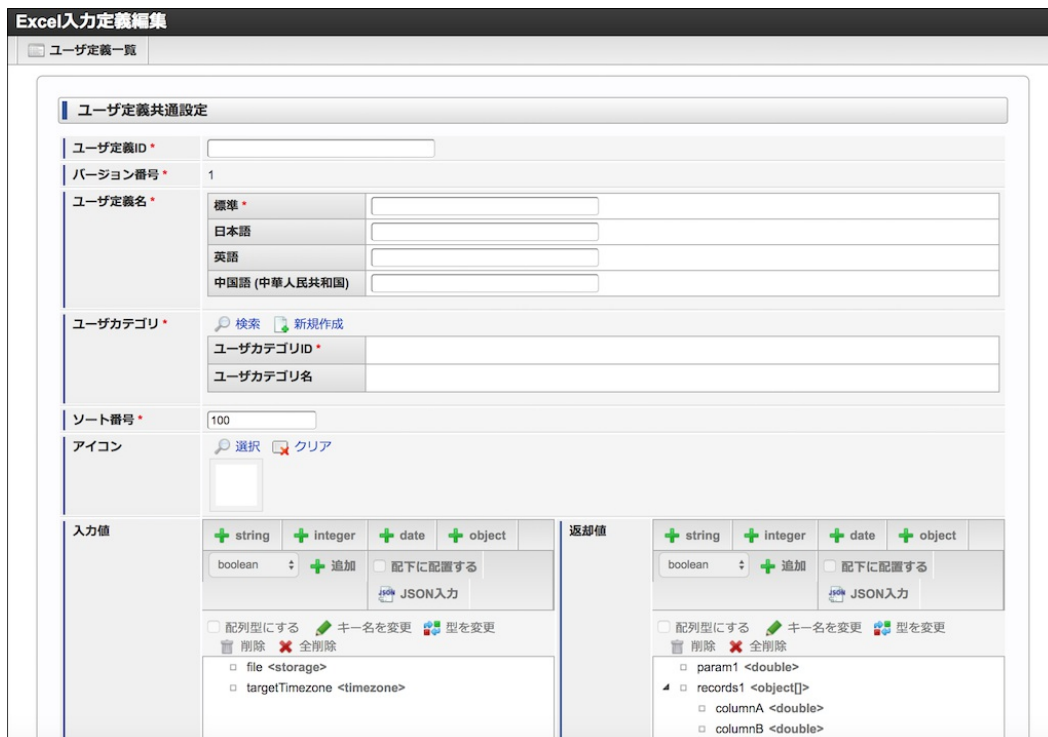 Excel入力定義編集
ユーザ定義一覧
ユーザ定義共通設定
ユーザ定義ID *
バージョン番号 * 1
ユーザ定義名 *
標準 *
日本語
英語
中国語 (中華人民共和国)
ユーザカテゴリ * 検索 新規作成
ユーザカテゴリID *
ユーザカテゴリ名
ソート番号 * 100
アイコン 選択 クリア
入力値
string integer date object
boolean 追加 配下に配置する
JSON JSON入力
配列型にする キー名を変更 型を変更
削除 全削除
file <storage>
targetTimezone <timezone>
返却値
string integer date object
boolean 追加 配下に配置する
JSON JSON入力
配列型にする キー名を変更 型を変更
削除 全削除
param1 <double>
records1 <object[]>
columnA <double>
columnB <double>